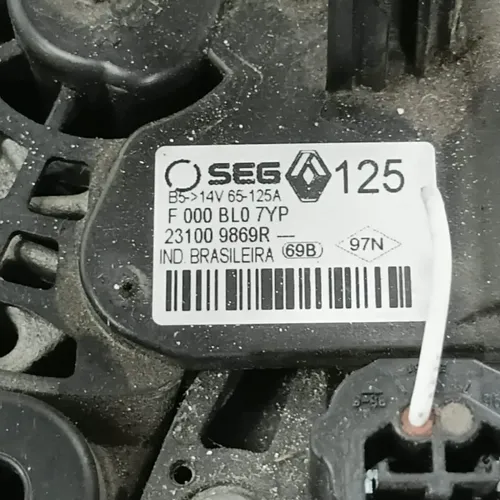 SEG 125
B5->14V 65-125A
F 000 BL0 7YP
23100 9869R —
IND. BRASILEIRA 69B 97N